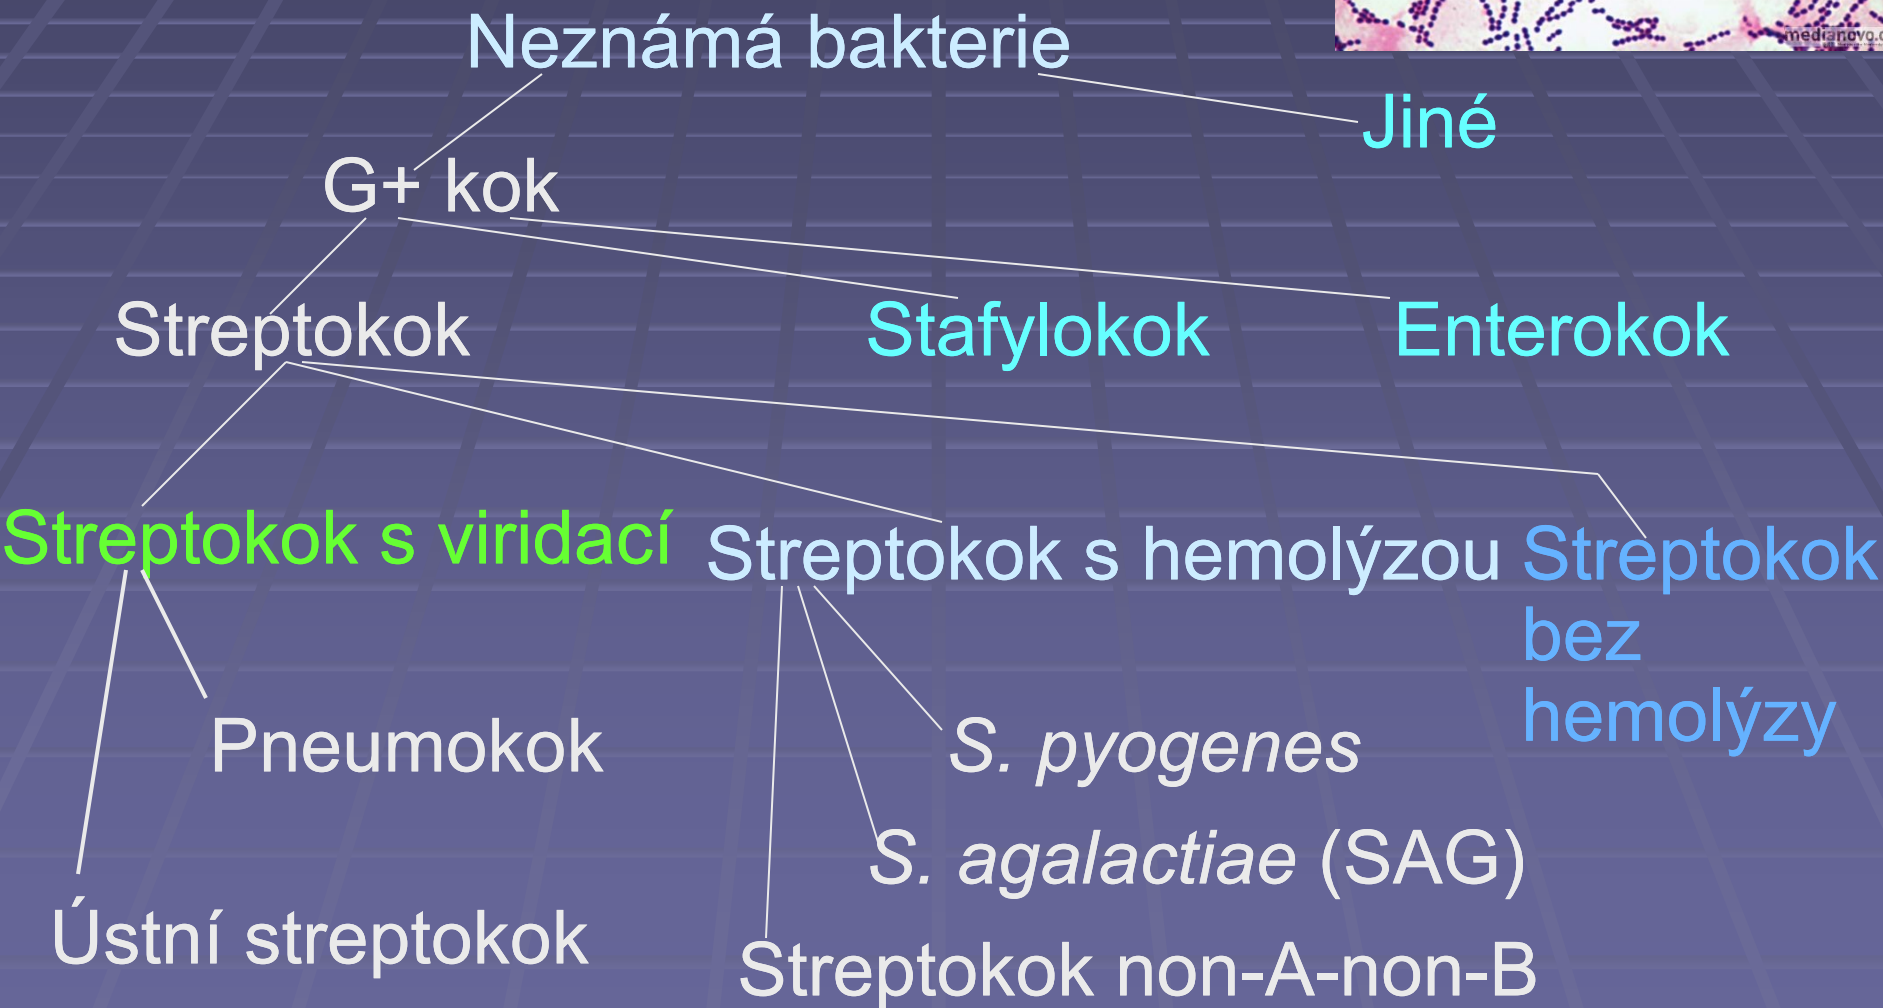 Neznámá bakterie
Jiné
G+ kok
Streptokok
Stafylokok
Enterokok
Streptokok s viridací
Streptokok s hemolýzou
Streptokok
bez
hemolýzy
Pneumokok
S. pyogenes
S. agalactiae (SAG)
Ústní streptokok
Streptokok non-A-non-B